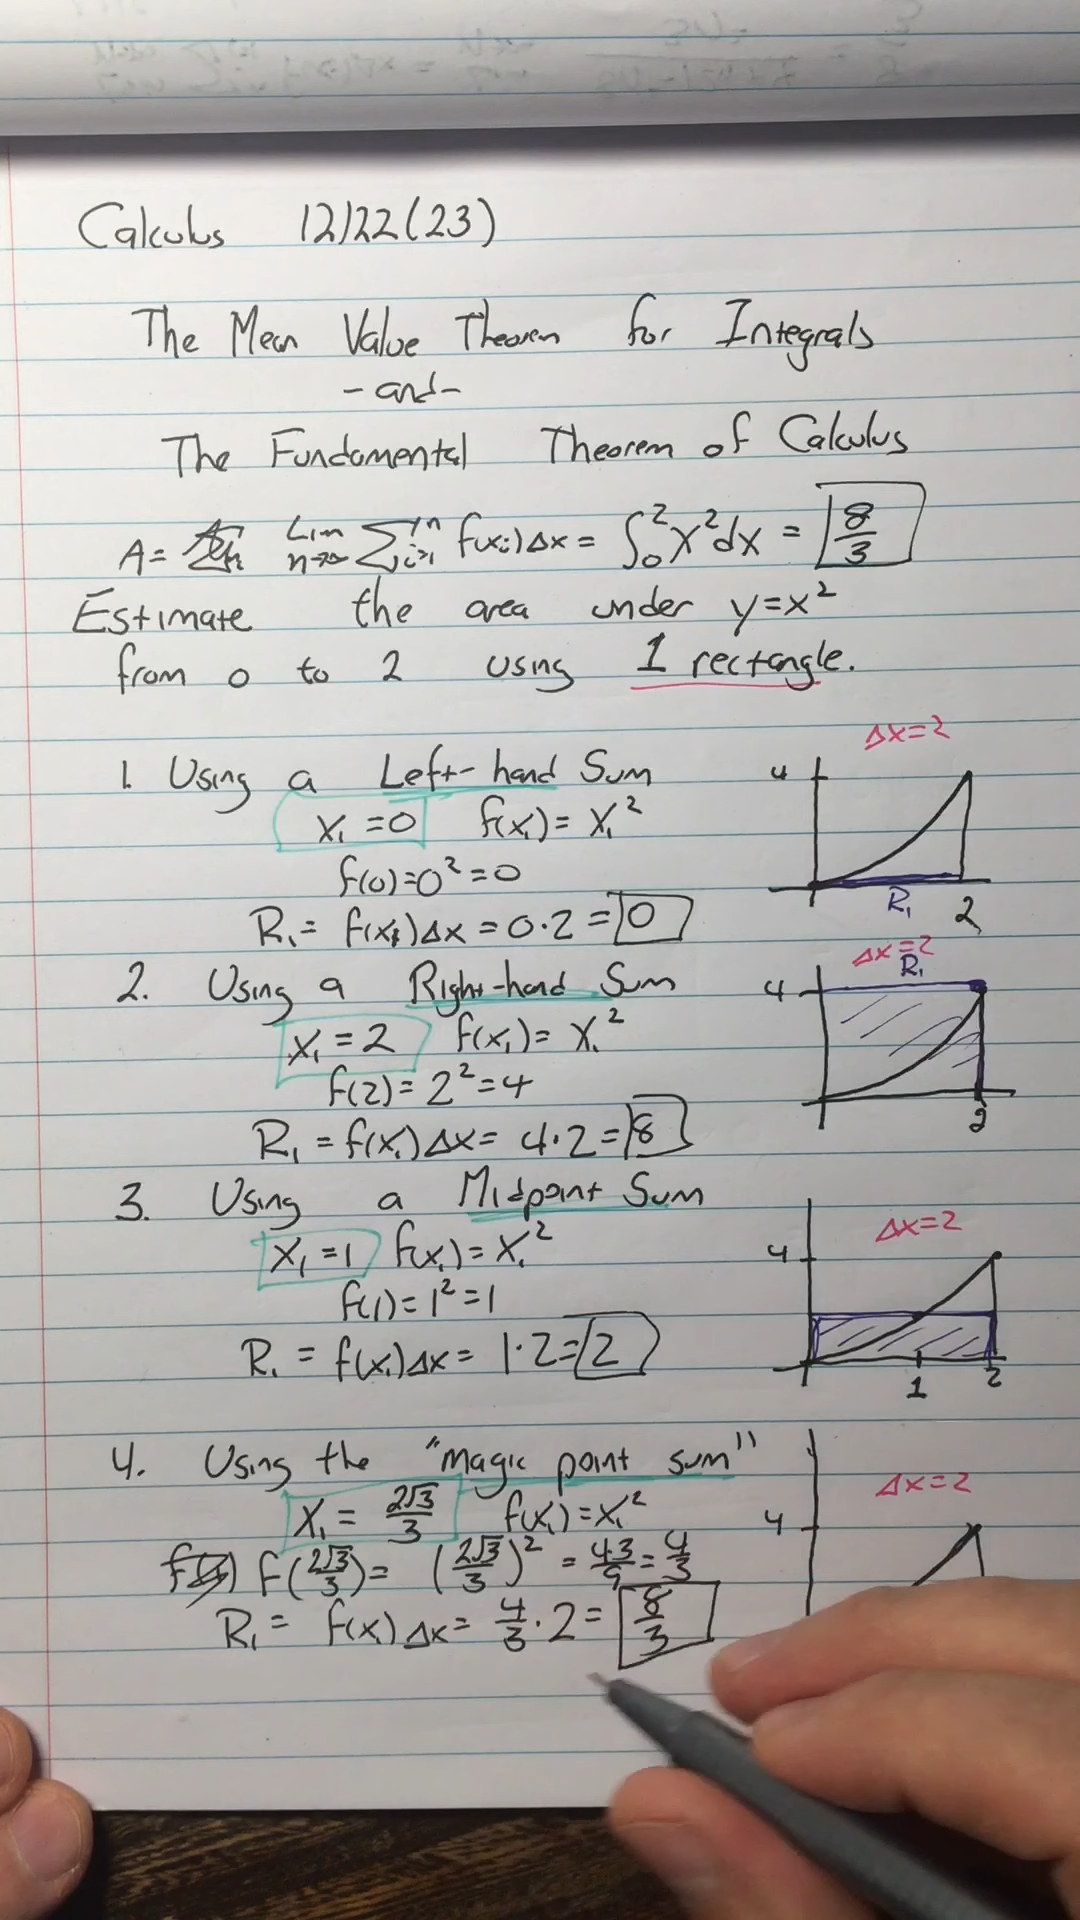 Calculus 12/22(23)
The Mean Value Theorem for Integrals
-and-
The Fundamental Theorem of Calculus
A = Lim n→∞ ∑ⁿᵢ₌₁ f(xᵢ)Δx = ∫₀² x²dx = 8/3
Estimate the area under y=x²
from 0 to 2 using 1 rectangle.
1. Using a Left-hand Sum
x₁ = 0 f(x₁) = x₁²
f(0)=0²=0
R₁ = f(x₁)Δx = 0·2 = 0
Δx=2
4
R₁ 2
2. Using a Right-hand Sum
x₁ = 2 f(x₁) = x₁²
f(2) = 2² = 4
R₁ = f(x₁)Δx = 4·2 = 8
Δx=2
R₁
4
2
3. Using a Midpoint Sum
x₁ = 1 f(x₁) = x₁²
f(1) = 1² = 1
R₁ = f(x₁)Δx = 1·2 = 2
Δx=2
4
1 2
4. Using the "magic point sum"
x₁ = 2√3/3 f(x₁) = x₁²
f(2√3/3) = (2√3/3)² = 4·3/9 = 4/3
R₁ = f(x₁)Δx = 4/3 · 2 = 8/3
Δx=2
4